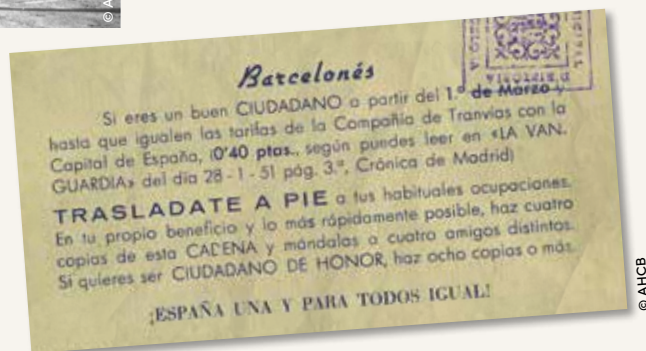 © A
Barcelonés
Si eres un buen CIUDADANO a partir del 1.º de Marzo y
hasta que igualen las tarifas de la Compañía de Tranvías con la
Capital de España, (0'40 ptas., según puedes leer en «LA VAN.
GUARDIA» del día 28 - 1 - 51 pág. 3.ª, Crónica de Madrid)
TRASLADATE A PIE a tus habituales ocupaciones.
En tu propio beneficio y lo más rápidamente posible, haz cuatro
copias de esta CADENA y mándalas a cuatro amigos distintos.
Si quieres ser CIUDADANO DE HONOR, haz ocho copias o más.
¡ESPAÑA UNA Y PARA TODOS IGUAL!
© AHCB